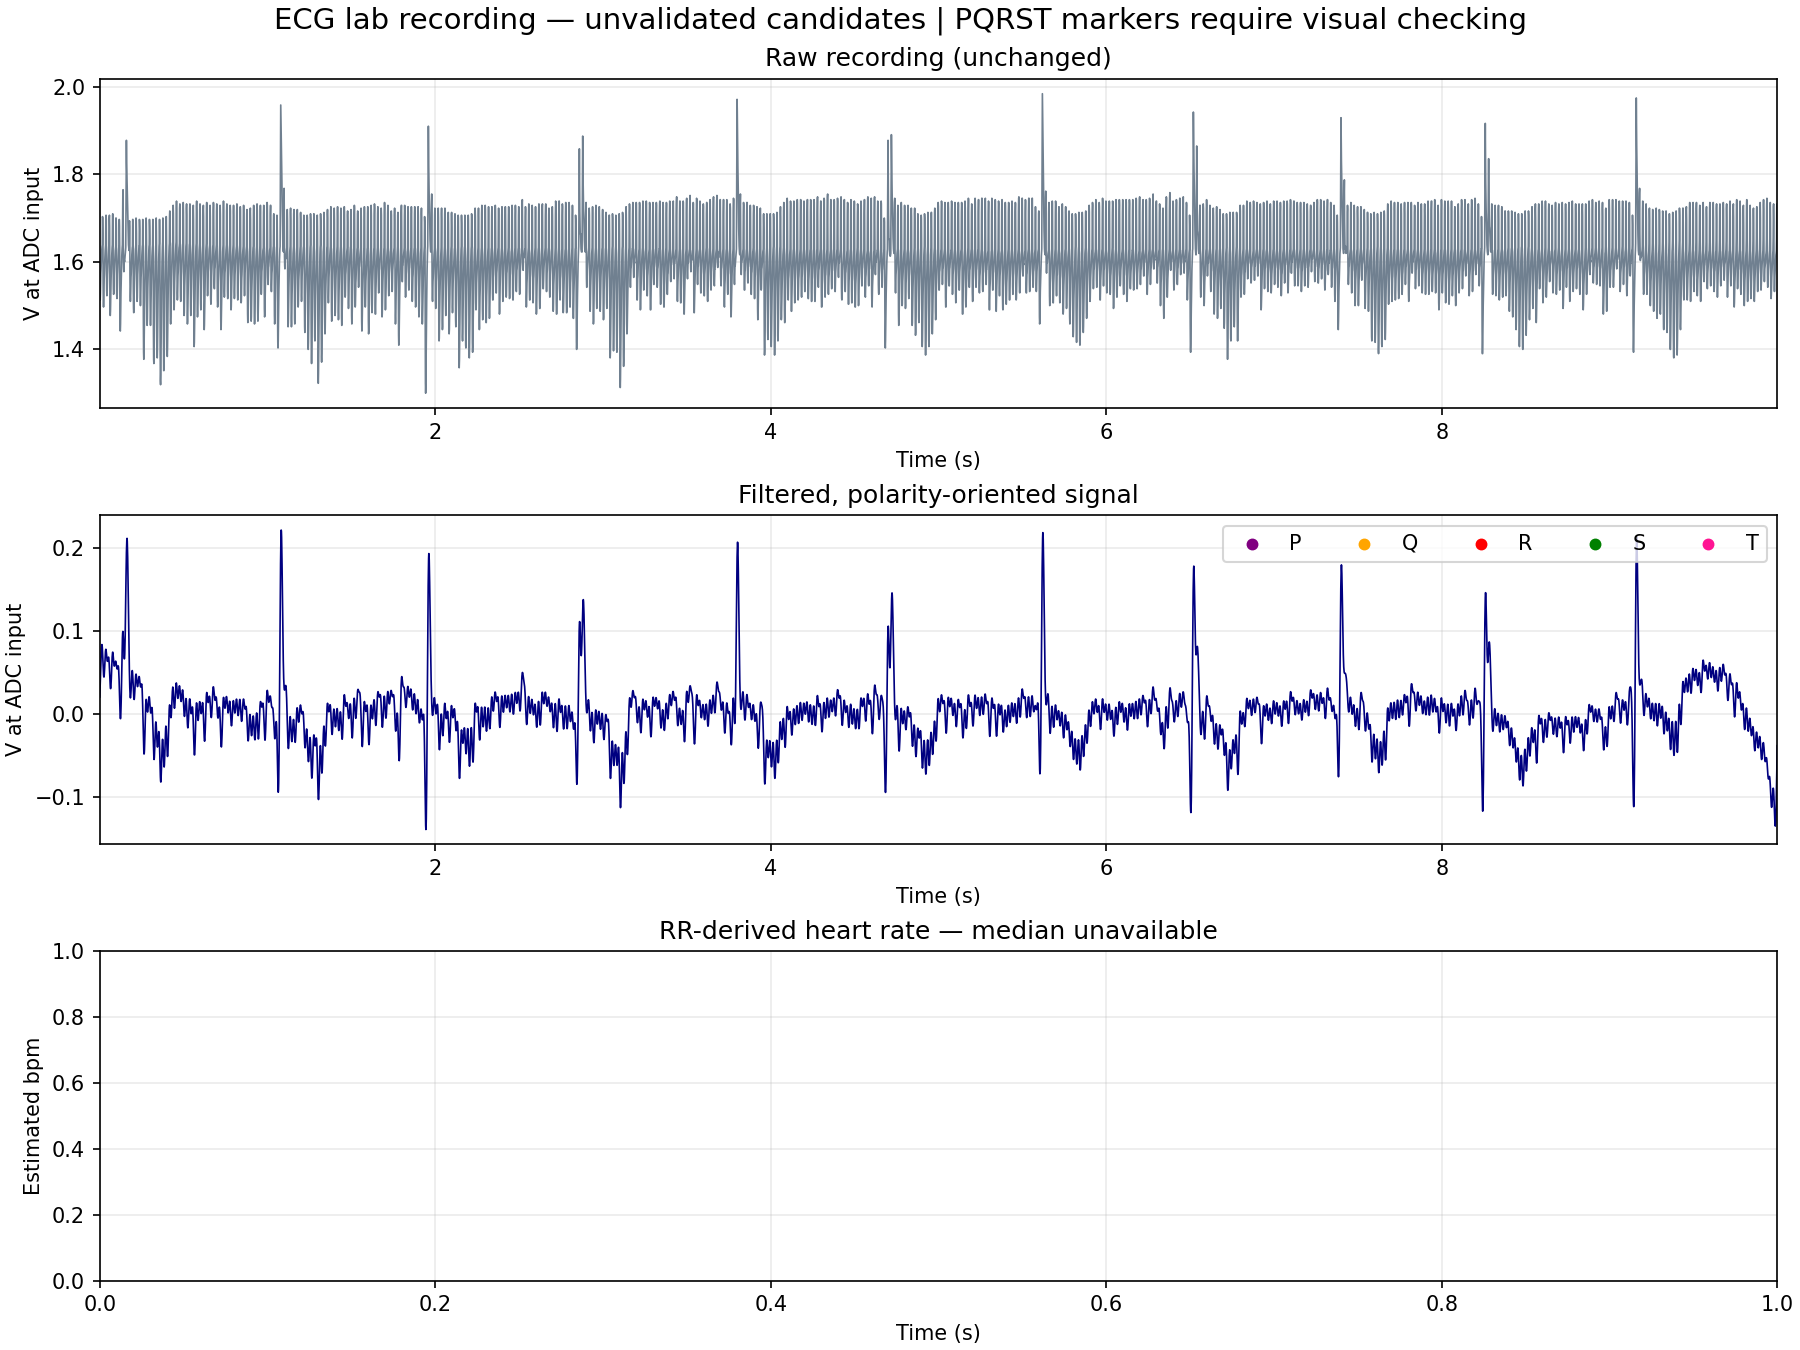 ECG lab recording — unvalidated candidates | PQRST markers require visual checking
Raw recording (unchanged)
V at ADC input
2.0
1.8
1.6
1.4
2 4 6 8
Time (s)
Filtered, polarity-oriented signal
V at ADC input
P Q R S T
0.2
0.1
0.0
−0.1
2 4 6 8
Time (s)
RR-derived heart rate — median unavailable
Estimated bpm
1.0
0.8
0.6
0.4
0.2
0.0
0.0 0.2 0.4 0.6 0.8 1.0
Time (s)